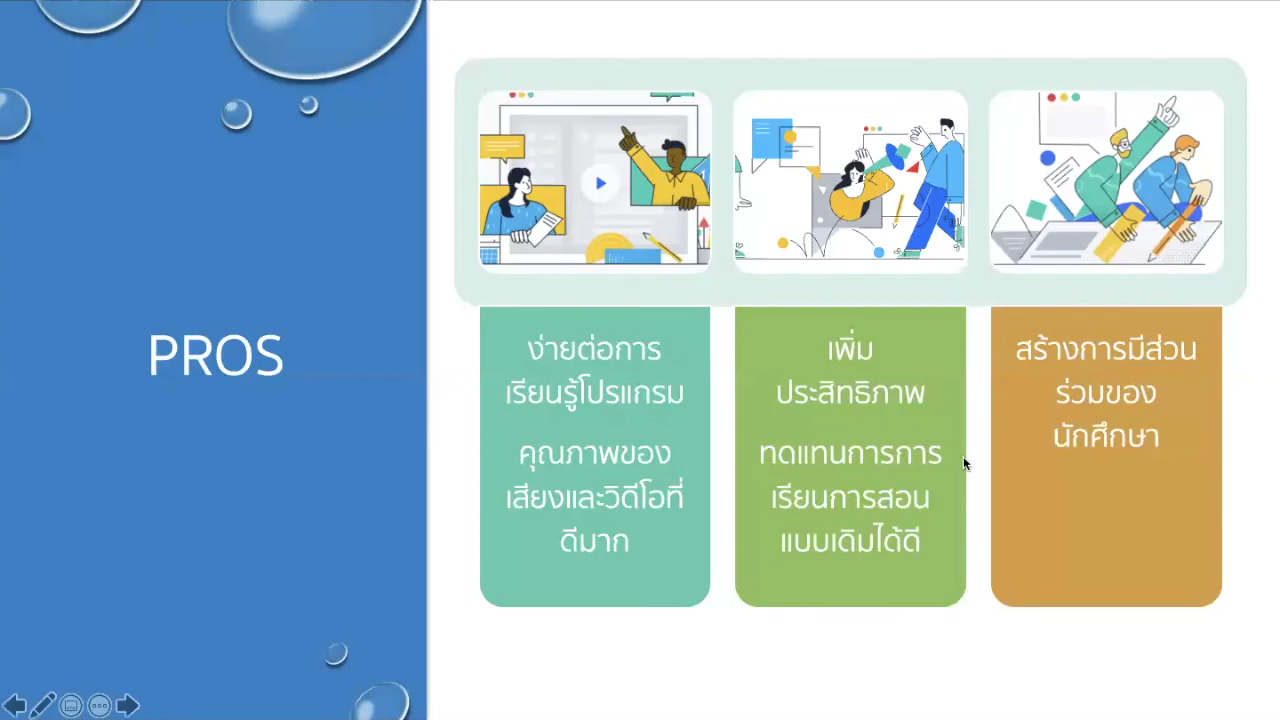 PROS
ง่ายต่อการ
เรียนรู้โปรแกรม
คุณภาพของ
เสียงและวิดีโอที่
ดีมาก
เพิ่ม
ประสิทธิภาพ
ทดแทนการการ
เรียนการสอน
แบบเดิมได้ดี
สร้างการมีส่วน
ร่วมของ
นักศึกษา